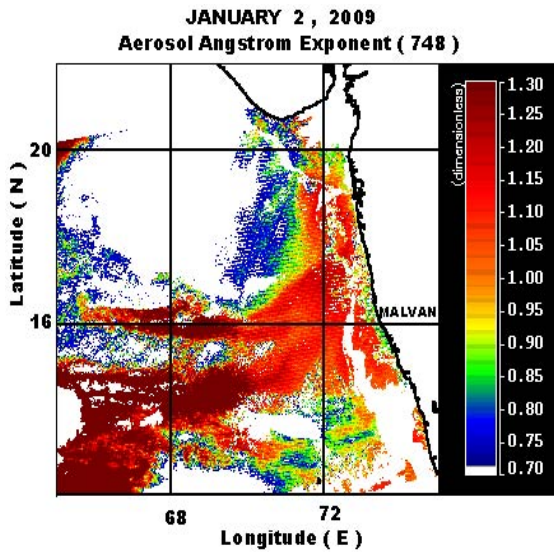 JANUARY 2 , 2009
Aerosol Angstrom Exponent ( 748 )
1.30
1.20
1.15
1.10
1.05
1.00
0.95
0.90
0.85
0.80
0.75
0.70
(dimensionless)
Latitude ( N )
20
16
MALVAN
68
72
Longitude ( E )